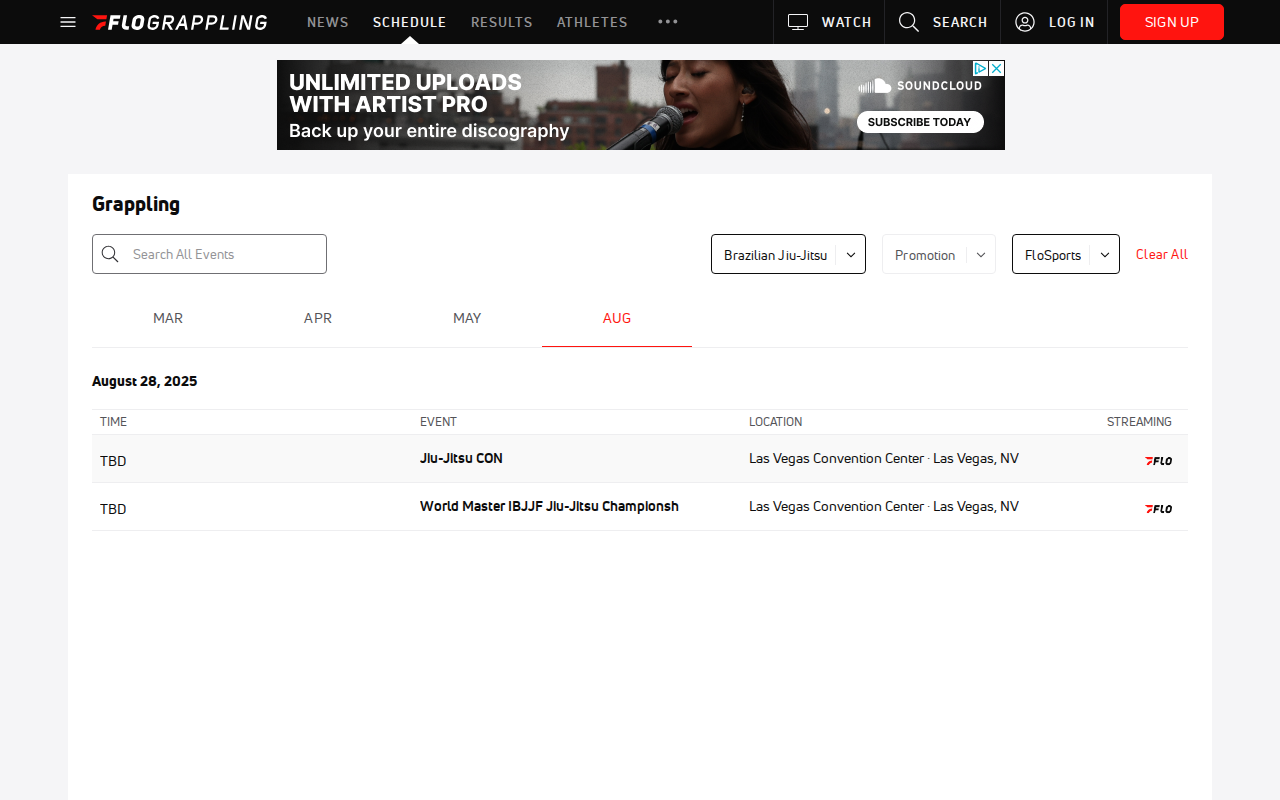 FLOGRAPPLING
NEWS
SCHEDULE
RESULTS
ATHLETES
WATCH
SEARCH
LOG IN
SIGN UP
UNLIMITED UPLOADS
WITH ARTIST PRO
Back up your entire discography
SOUNDCLOUD
SUBSCRIBE TODAY
Grappling
Search All Events
Brazilian Jiu-Jitsu
Promotion
FloSports
Clear All
MAR
APR
MAY
AUG
August 28, 2025
TIME
EVENT
LOCATION
STREAMING
TBD
Jiu-Jitsu CON
Las Vegas Convention Center · Las Vegas, NV
FLO
TBD
World Master IBJJF Jiu-Jitsu Championsh
Las Vegas Convention Center · Las Vegas, NV
FLO